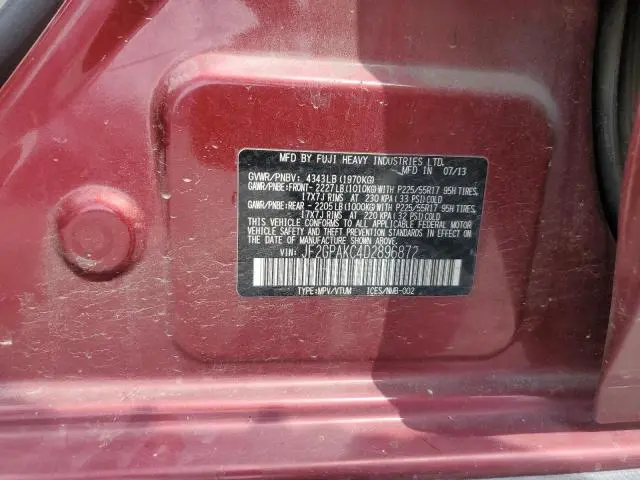 MFD BY FUJI HEAVY INDUSTRIES LTD.
GVWR/PNBV: 4343LB(1970KG) MFD IN 07/13
GAWR/PNBE:FRONT- 2227LB(1010KG)WITH P225/55R17 95H TIRES,
17X7J RIMS AT 230 KPA(33 PSI)COLD
GAWR/PNBE:REAR - 2205LB(1000KG)WITH P225/55R17 95H TIRES,
17X7J RIMS AT 220 KPA(32 PSI)COLD
THIS VEHICLE CONFORMS TO ALL APPLICABLE FEDERAL MOTOR
VEHICLE SAFETY AND THEFT PREVENTION STANDARDS IN EFFECT
ON THE DATE OF MANUFACTURE SHOWN ABOVE.
VIN: JF2GPAKC4D2896872
TYPE:MPV/VTUM ICES/NMB-002